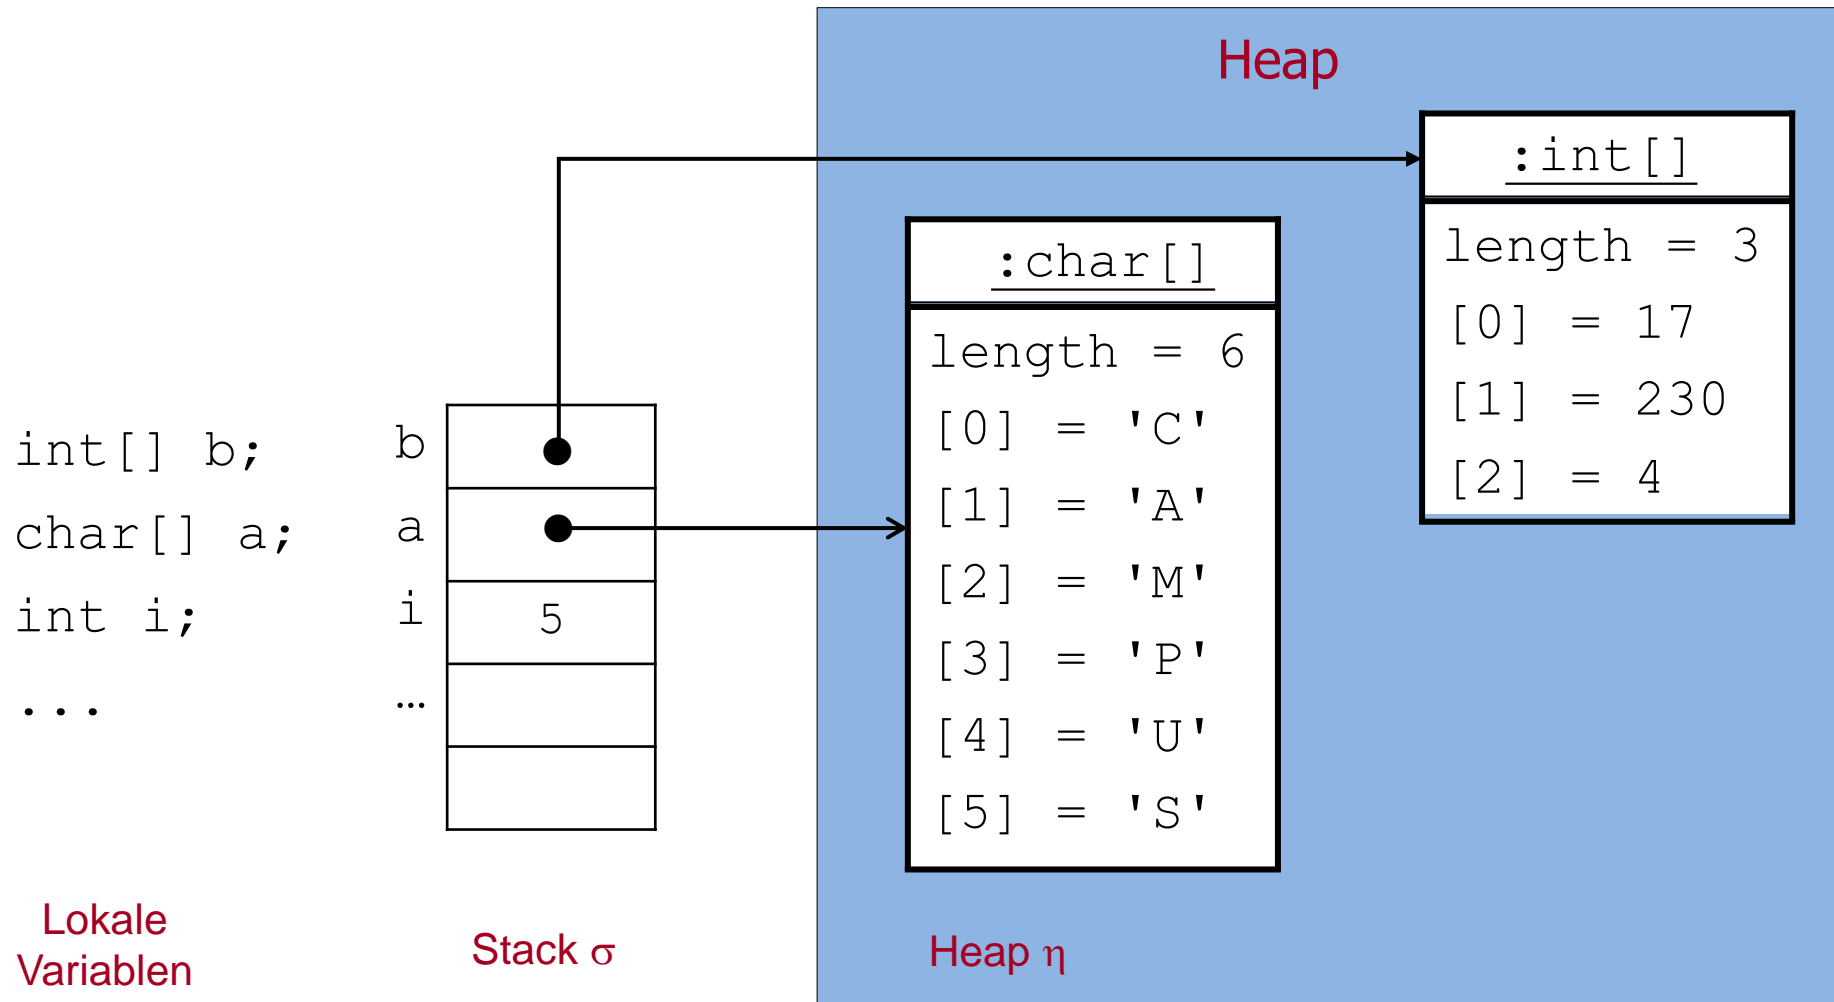 Heap
int[] b;
char[] a;
int i;
...
b
a
i
5
…
:char[]
length = 6
[0] = 'C'
[1] = 'A'
[2] = 'M'
[3] = 'P'
[4] = 'U'
[5] = 'S'
:int[]
length = 3
[0] = 17
[1] = 230
[2] = 4
Lokale
Variablen
Stack σ
Heap η